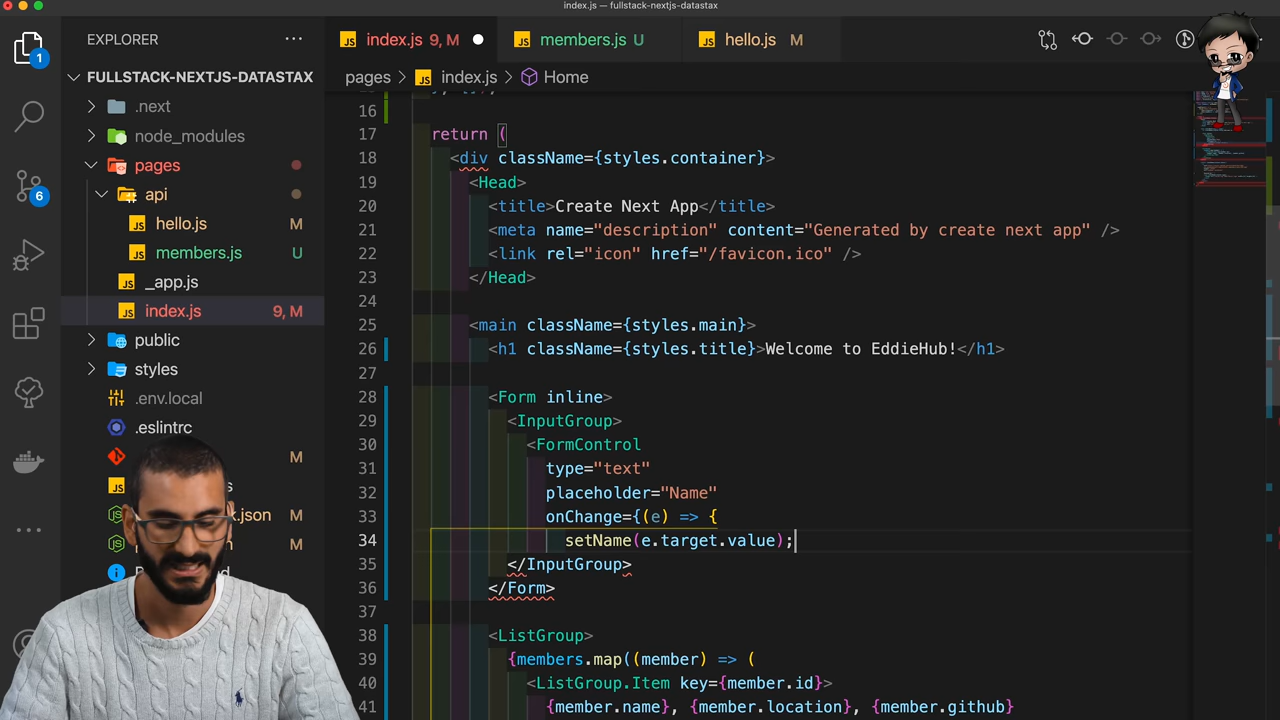 index.js — fullstack-nextjs-datastax
EXPLORER
index.js 9, M
members.js U
hello.js M
FULLSTACK-NEXTJS-DATASTAX
pages > index.js > Home
.next
node_modules
pages
api
hello.js M
members.js U
_app.js
index.js 9, M
public
styles
.env.local
.eslintrc
M
k.json M
M
1
6
16
17 return (
18 <div className={styles.container}>
19 <Head>
20 <title>Create Next App</title>
21 <meta name="description" content="Generated by create next app" />
22 <link rel="icon" href="/favicon.ico" />
23 </Head>
24
25 <main className={styles.main}>
26 <h1 className={styles.title}>Welcome to EddieHub!</h1>
27
28 <Form inline>
29 <InputGroup>
30 <FormControl
31 type="text"
32 placeholder="Name"
33 onChange={(e) => {
34 setName(e.target.value);
35 </InputGroup>
36 </Form>
37
38 <ListGroup>
39 {members.map((member) => (
40 <ListGroup.Item key={member.id}>
41 {member.name}, {member.location}, {member.github}